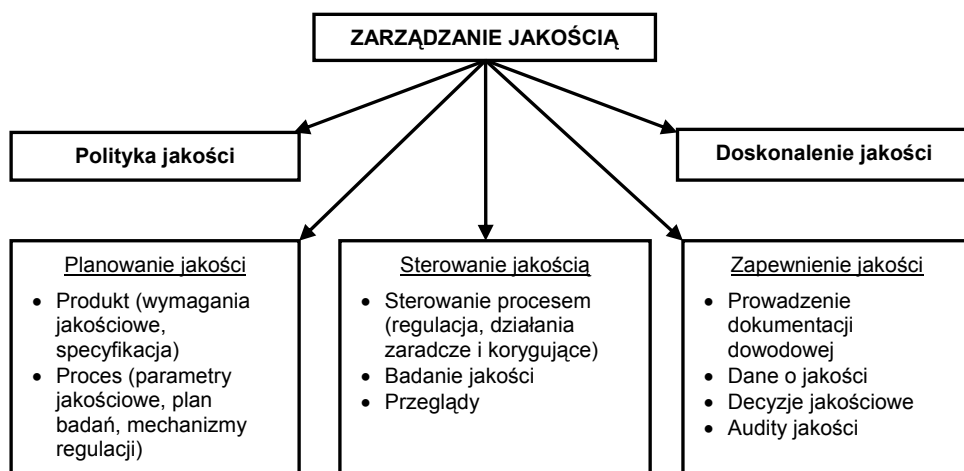 ZARZĄDZANIE JAKOŚCIĄ
Polityka jakości
Doskonalenie jakości
Planowanie jakości
• Produkt (wymagania
jakościowe,
specyfikacja)
• Proces (parametry
jakościowe, plan
badań, mechanizmy
regulacji)
Sterowanie jakością
• Sterowanie procesem
(regulacja, działania
zaradcze i korygujące)
• Badanie jakości
• Przeglądy
Zapewnienie jakości
• Prowadzenie
dokumentacji
dowodowej
• Dane o jakości
• Decyzje jakościowe
• Audity jakości